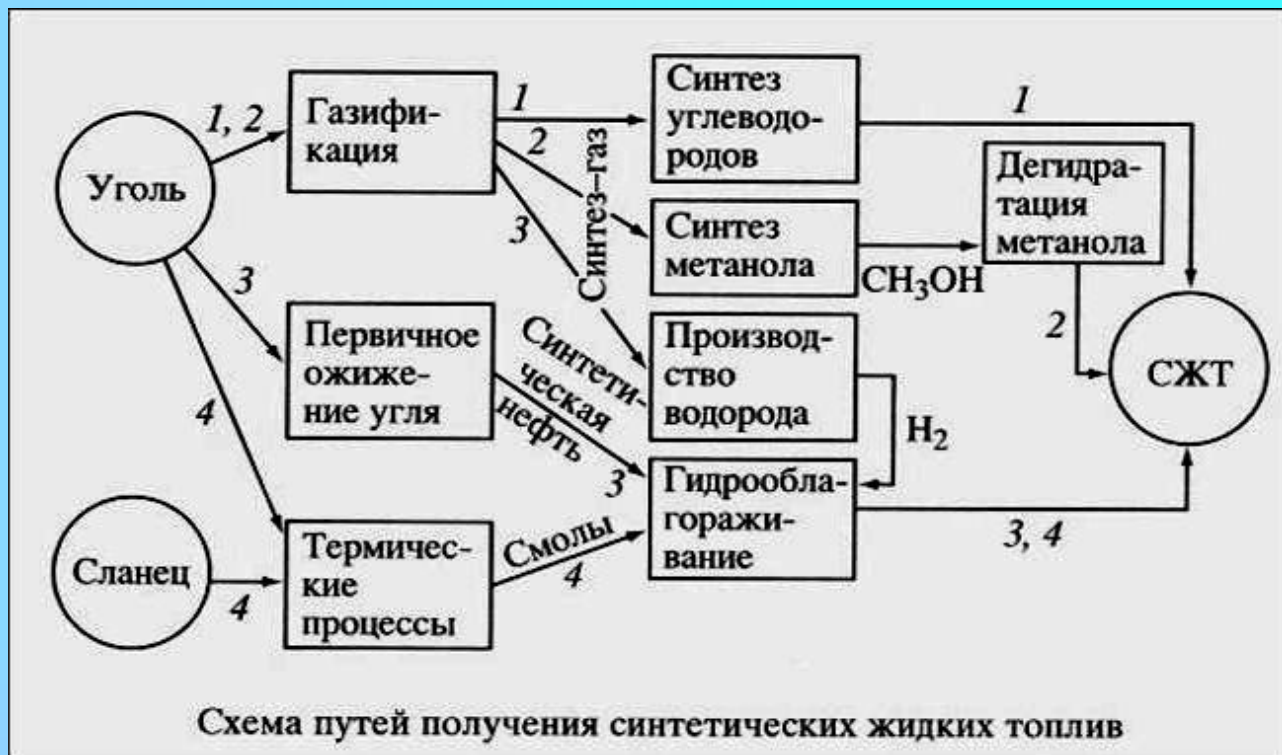 Уголь
1, 2
Газифи-
кация
1
2
3
Синтез–газ
Синтез
углеводо-
родов
1
Дегидра-
тация
метанола
Синтез
метанола
CH₃OH
2
СЖТ
3
Первичное
ожиже-
ние угля
Синтети-
ческая
нефть
3
Производ-
ство
водорода
H₂
4
Сланец
4
Термичес-
кие
процессы
Смолы
4
Гидрообла-
горажи-
вание
3, 4
Схема путей получения синтетических жидких топлив